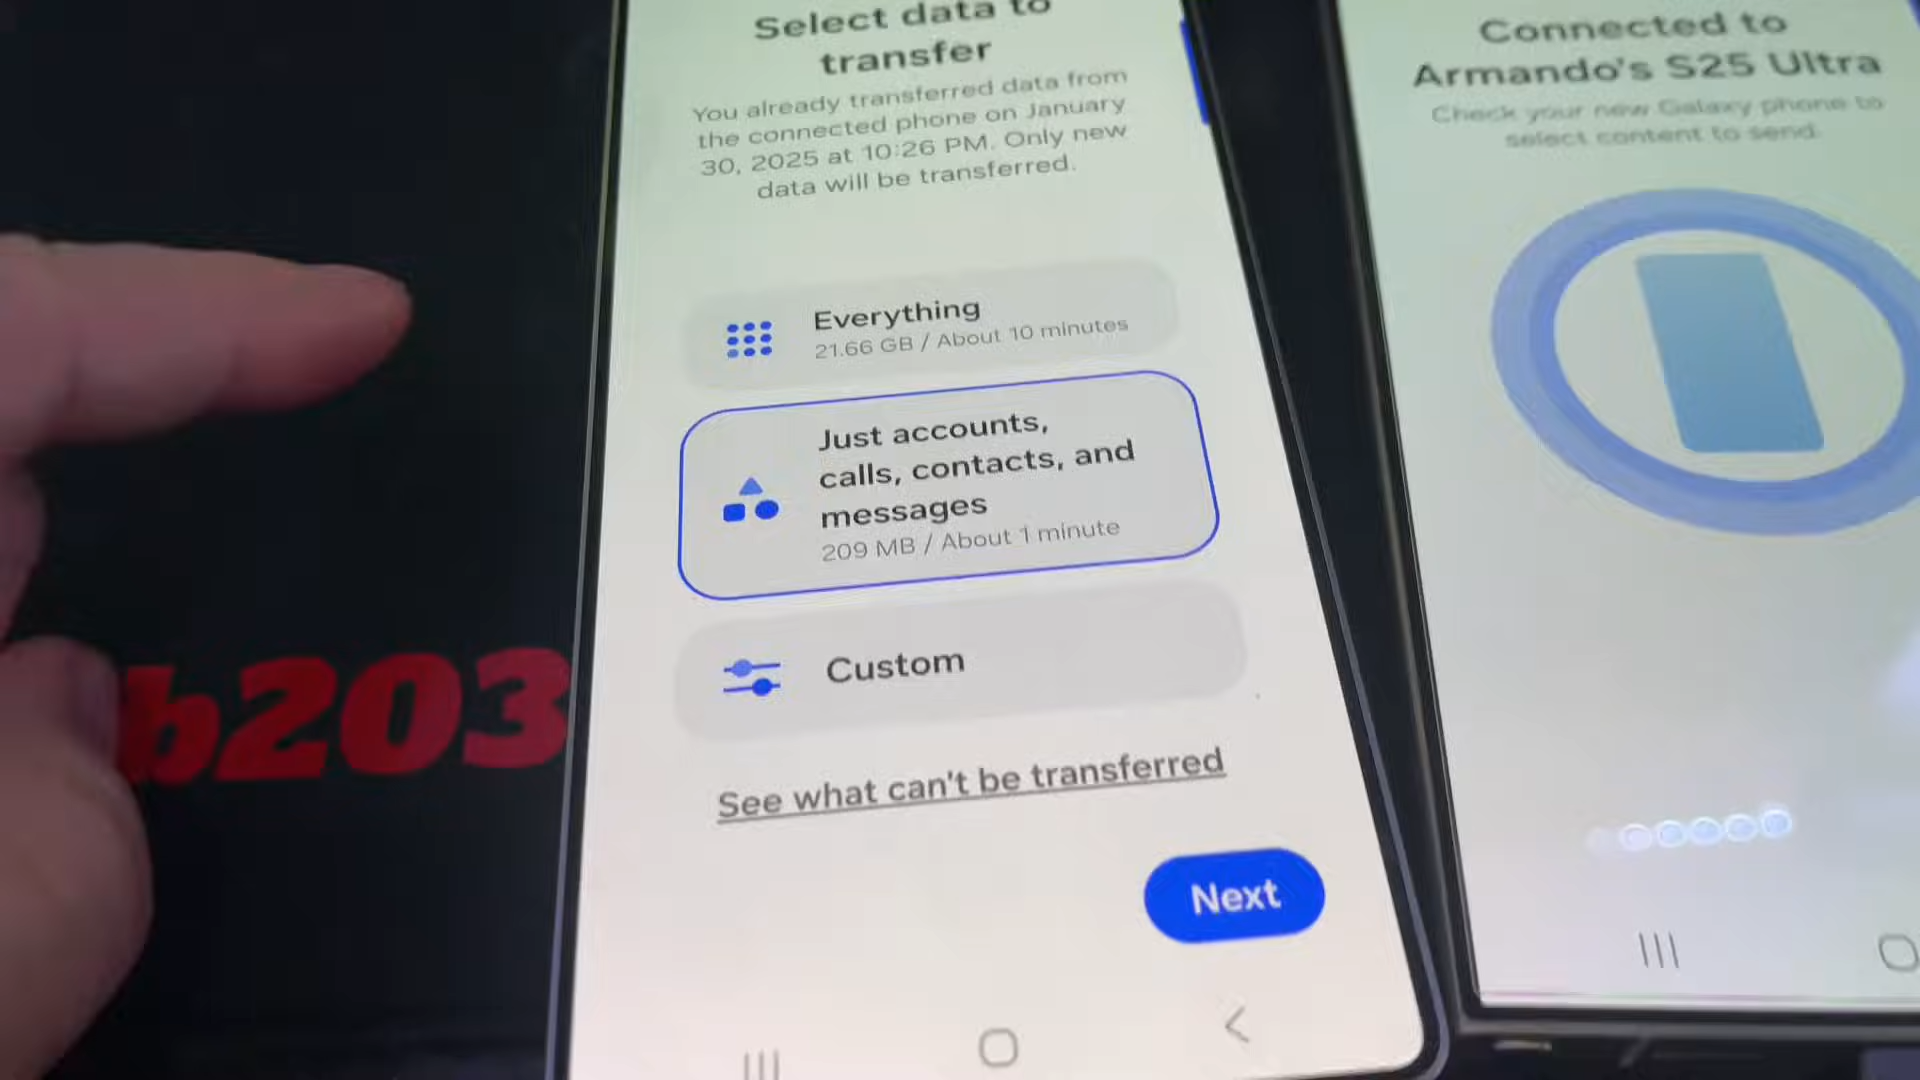 Select data to
transfer
You already transferred data from
the connected phone on January
30, 2025 at 10:26 PM. Only new
data will be transferred.
Everything
21.66 GB / About 10 minutes
Just accounts,
calls, contacts, and
messages
209 MB / About 1 minute
Custom
See what can't be transferred
Next
Connected to
Armando's S25 Ultra
Check your new Galaxy phone to
select content to send.
b203